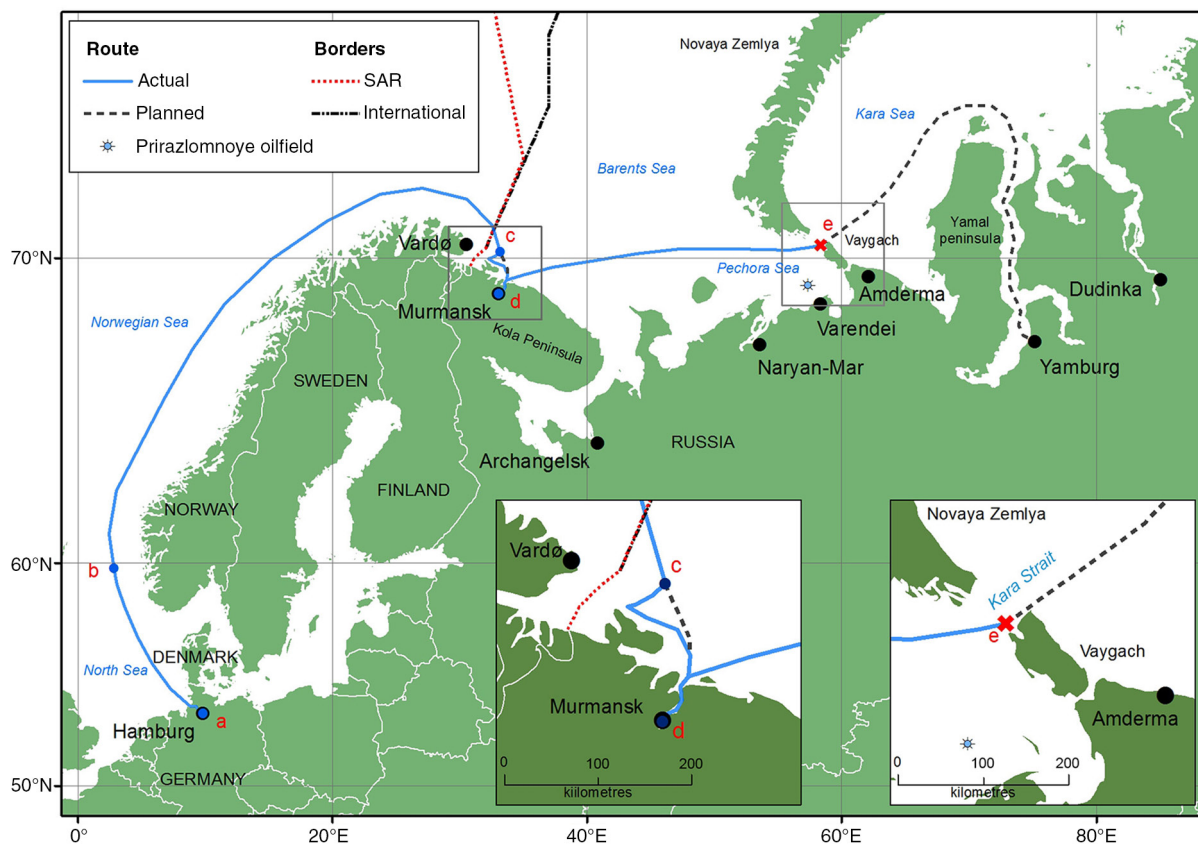 Route
Borders
Actual
SAR
Planned
International
Prirazlomnoye oilfield
Novaya Zemlya
Kara Sea
Barents Sea
e
Vaygach
Yamal
peninsula
c
Vardø
70°N
Pechora Sea
Amderma
Dudinka
Murmansk
d
Varendei
Norwegian Sea
Kola Peninsula
Naryan-Mar
Yamburg
SWEDEN
RUSSIA
Archangelsk
FINLAND
NORWAY
60°N
b
North Sea
DENMARK
Hamburg
a
GERMANY
50°N
Vardø
c
Murmansk
d
0
100
200
kiilometres
Novaya Zemlya
Kara Strait
e
Vaygach
Amderma
0
100
200
kiilometres
0°
20°E
40°E
60°E
80°E